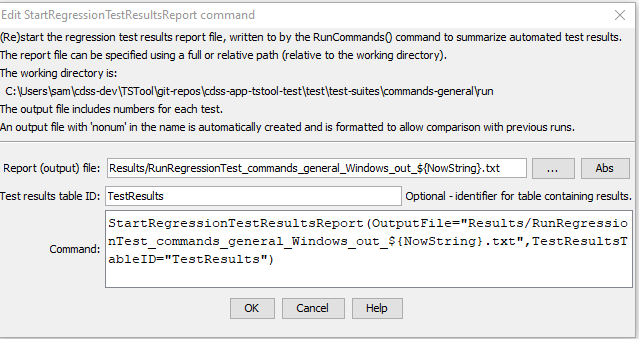 Edit StartRegressionTestResultsReport command
(Re)start the regression test results report file, written to by the RunCommands() command to summarize automated test results.
The report file can be specified using a full or relative path (relative to the working directory).
The working directory is:
C:\Users\sam\cdss-dev\TSTool\git-repos\cdss-app-tstool-test\test\test-suites\commands-general\run
The output file includes numbers for each test.
An output file with 'nonum' in the name is automatically created and is formatted to allow comparison with previous runs.
Report (output) file: Results/RunRegressionTest_commands_general_Windows_out_${NowString}.txt ... Abs
Test results table ID: TestResults Optional - identifier for table containing results.
StartRegressionTestResultsReport(OutputFile="Results/RunRegressio
nTest_commands_general_Windows_out_${NowString}.txt",TestResultsT
Command: ableID="TestResults")
OK Cancel Help